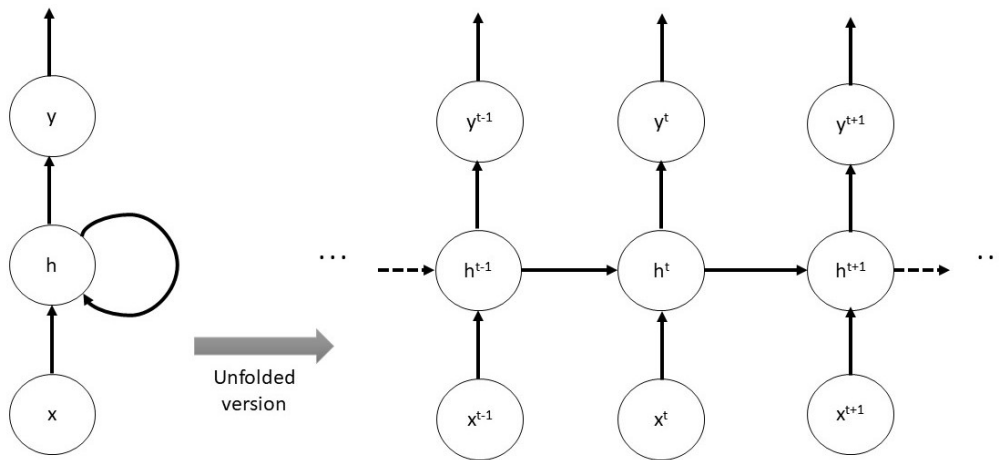 y
h
x
Unfolded
version
...
y^{t-1}
y^{t}
y^{t+1}
h^{t-1}
h^{t}
h^{t+1}
..
x^{t-1}
x^{t}
x^{t+1}